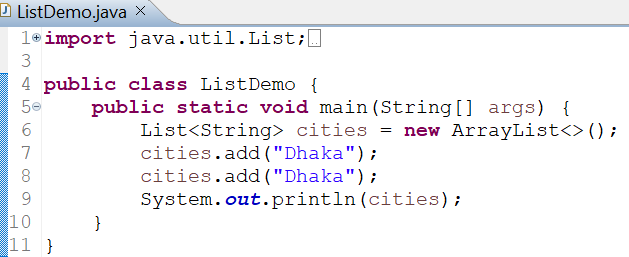 ListDemo.java
1 import java.util.List;
3
4 public class ListDemo {
5 public static void main(String[] args) {
6 List<String> cities = new ArrayList<>();
7 cities.add("Dhaka");
8 cities.add("Dhaka");
9 System.out.println(cities);
10 }
11 }